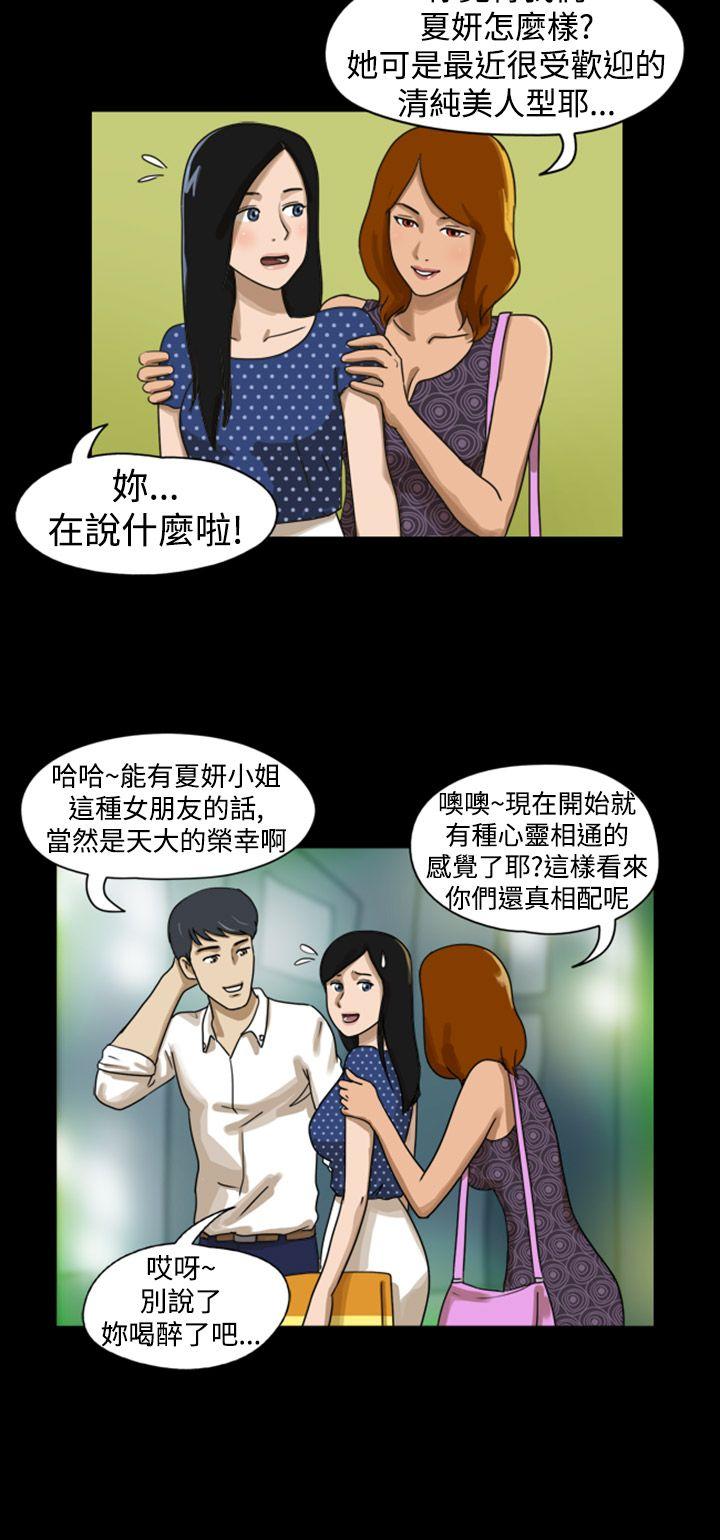 夏妍怎麼樣?
她可是最近很受歡迎的
清純美人型耶...
妳...
在說什麼啦!
哈哈~能有夏妍小姐
這種女朋友的話,
當然是天大的榮幸啊
噢噢~現在開始就
有種心靈相通的
感覺了耶?這樣看來
你們還真相配呢
哎呀~
別說了
妳喝醉了吧...